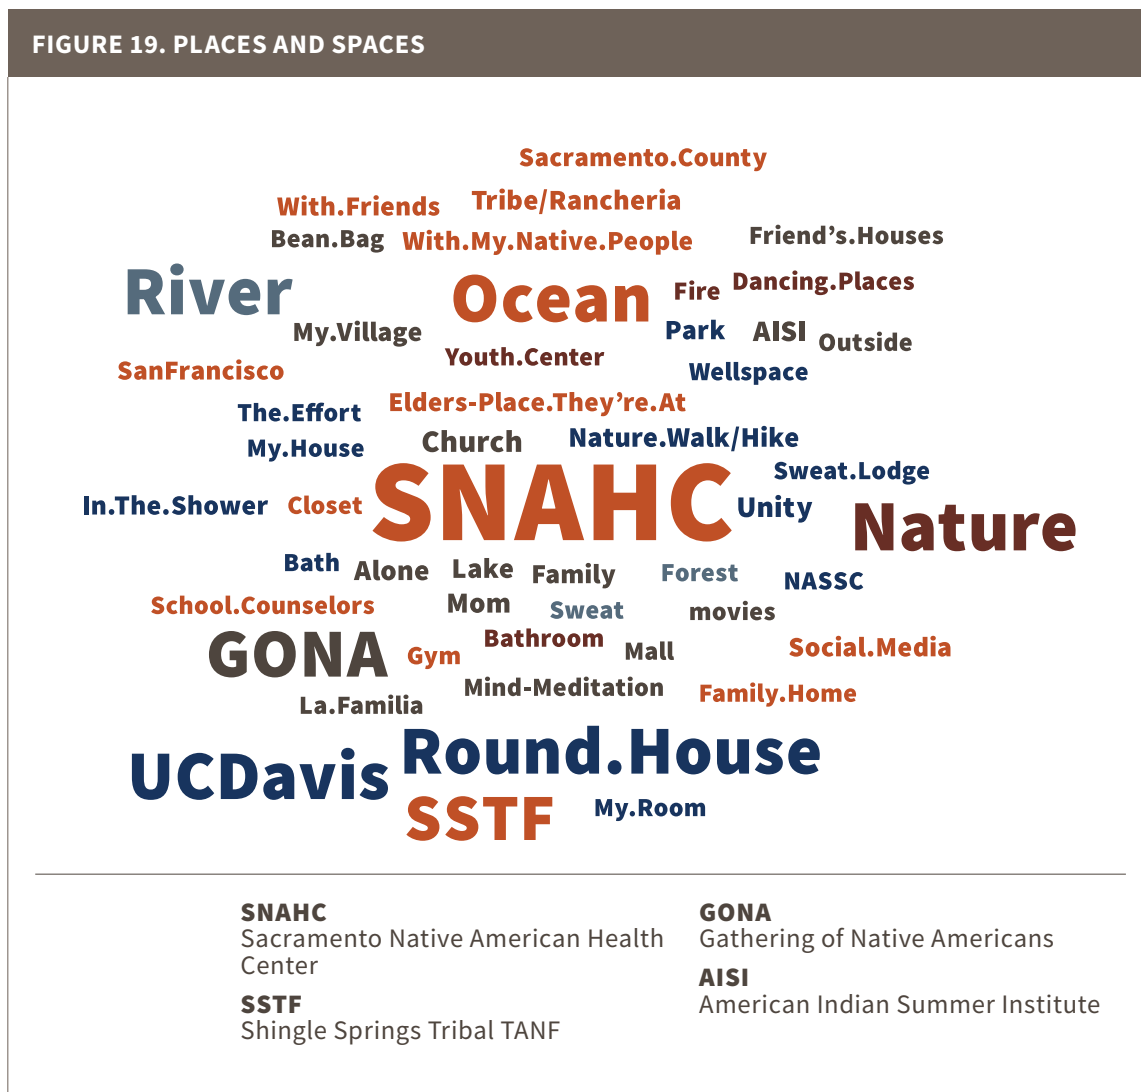 FIGURE 19. PLACES AND SPACES
Sacramento.County
With.Friends Tribe/Rancheria
Bean.Bag With.My.Native.People Friend’s.Houses
River Ocean Fire Dancing.Places
My.Village Park AISI Outside
SanFrancisco Youth.Center Wellspace
The.Effort Elders-Place.They’re.At
My.House Church Nature.Walk/Hike
Sweat.Lodge
In.The.Shower Closet SNAHC Unity Nature
Bath Alone Lake Family Forest NASSC
School.Counselors Mom Sweat movies
GONA Gym Bathroom Mall Social.Media
La.Familia Mind-Meditation Family.Home
UCDavis Round.House
SSTF My.Room
SNAHC
Sacramento Native American Health
Center
SSTF
Shingle Springs Tribal TANF
GONA
Gathering of Native Americans
AISI
American Indian Summer Institute